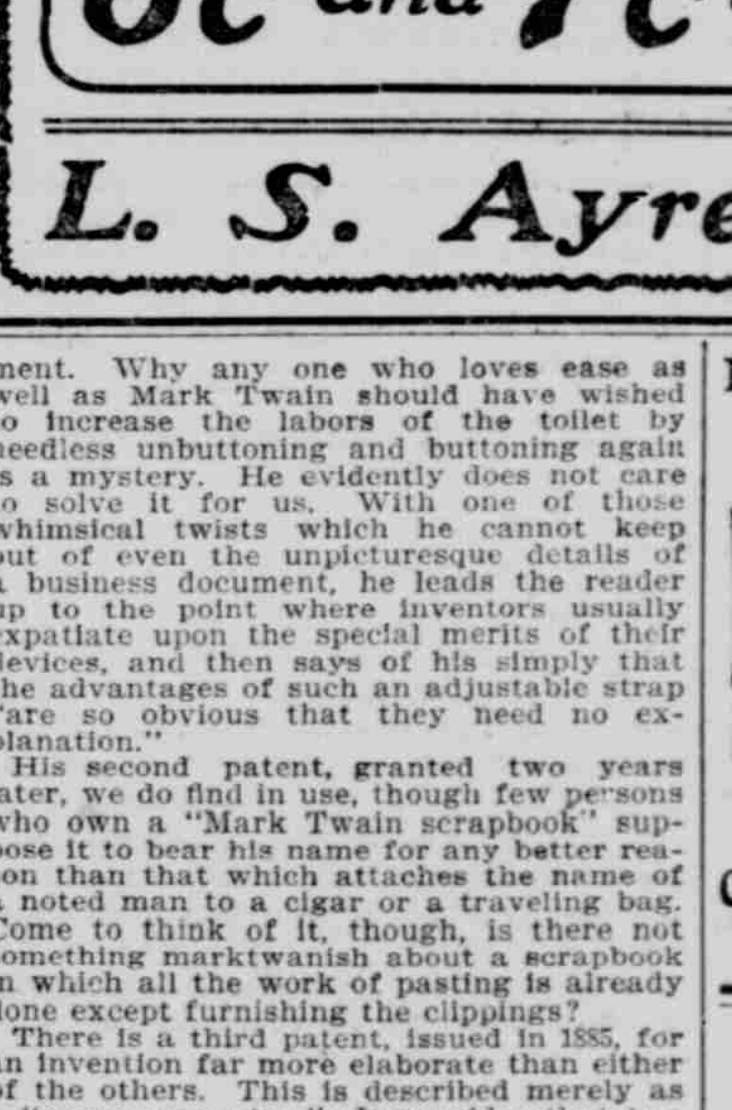 and
L. S. Ayre
ment. Why any one who loves ease as
well as Mark Twain should have wished
to increase the labors of the toilet by
needless unbuttoning and buttoning again
is a mystery. He evidently does not care
to solve it for us. With one of those
whimsical twists which he cannot keep
out of even the unpicturesque details of
a business document, he leads the reader
up to the point where inventors usually
expatiate upon the special merits of their
devices, and then says of his simply that
the advantages of such an adjustable strap
"are so obvious that they need no ex-
planation."
His second patent, granted two years
later, we do find in use, though few persons
who own a "Mark Twain scrapbook" sup-
pose it to bear his name for any better rea-
son than that which attaches the name of
a noted man to a cigar or a traveling bag.
Come to think of it, though, is there not
something marktwanish about a scrapbook
in which all the work of pasting is already
done except furnishing the clippings?
There is a third patent, issued in 1885, for
an invention far more elaborate than either
of the others. This is described merely as